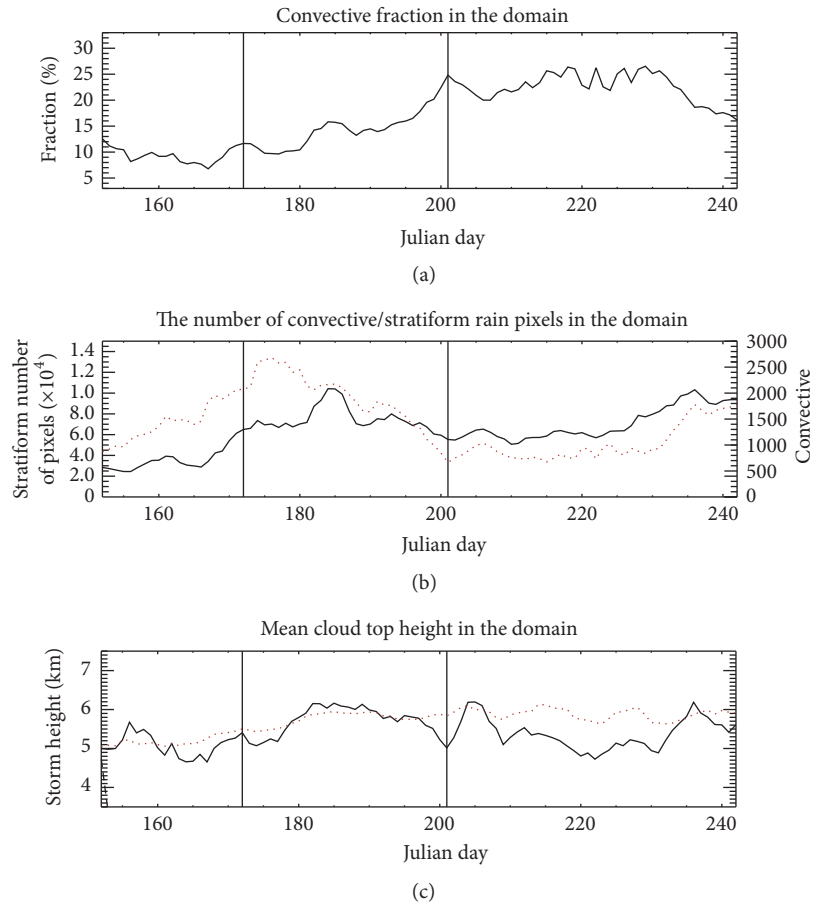 Convective fraction in the domain
Fraction (%)
30
25
20
15
10
5
160 180 200 220 240
Julian day
(a)
The number of convective/stratiform rain pixels in the domain
Stratiform number
of pixels (×10⁴)
1.4
1.0
8.0
6.0
4.0
2.0
0
3000
2500
2000
1500
1000
500
0
Convective
160 180 200 220 240
Julian day
(b)
Mean cloud top height in the domain
Storm height (km)
7
6
5
4
160 180 200 220 240
Julian day
(c)